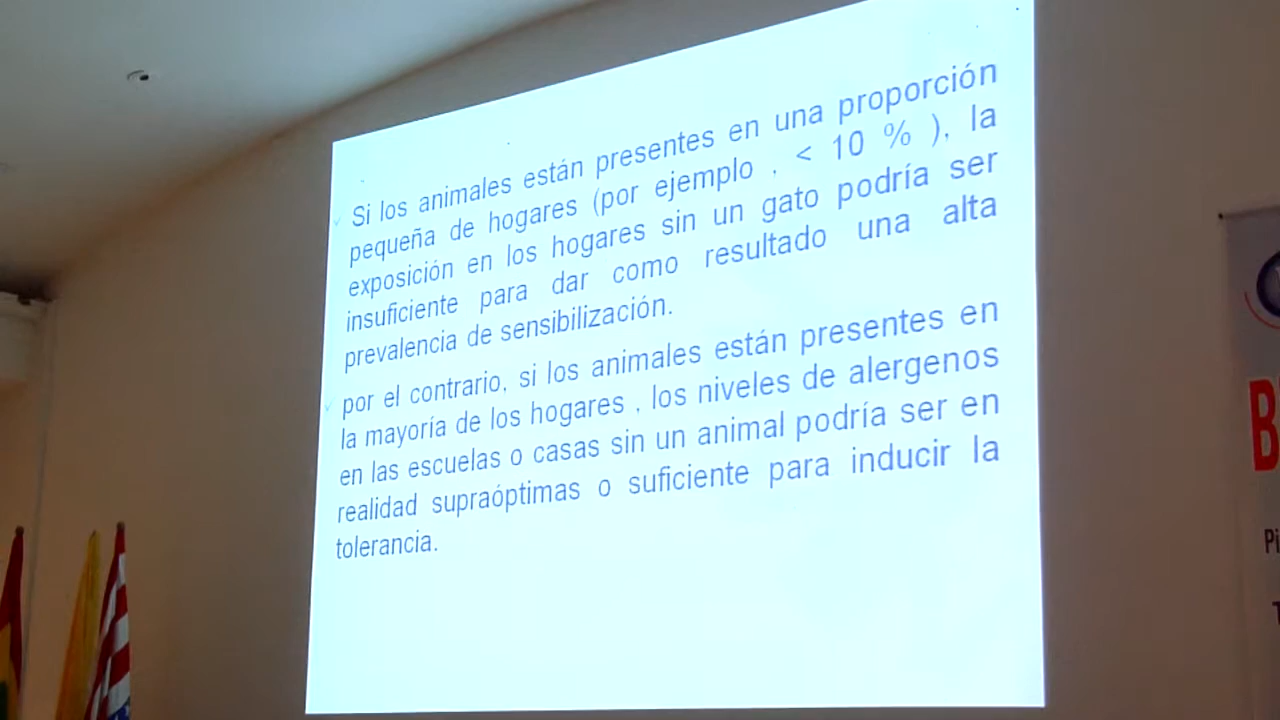 Si los animales están presentes en una proporción
pequeña de hogares (por ejemplo , < 10 % ), la
exposición en los hogares sin un gato podría ser
insuficiente para dar como resultado una alta
prevalencia de sensibilización.
por el contrario, si los animales están presentes en
la mayoría de los hogares , los niveles de alergenos
en las escuelas o casas sin un animal podría ser en
realidad supraóptimas o suficiente para inducir la
tolerancia.
B
Pi